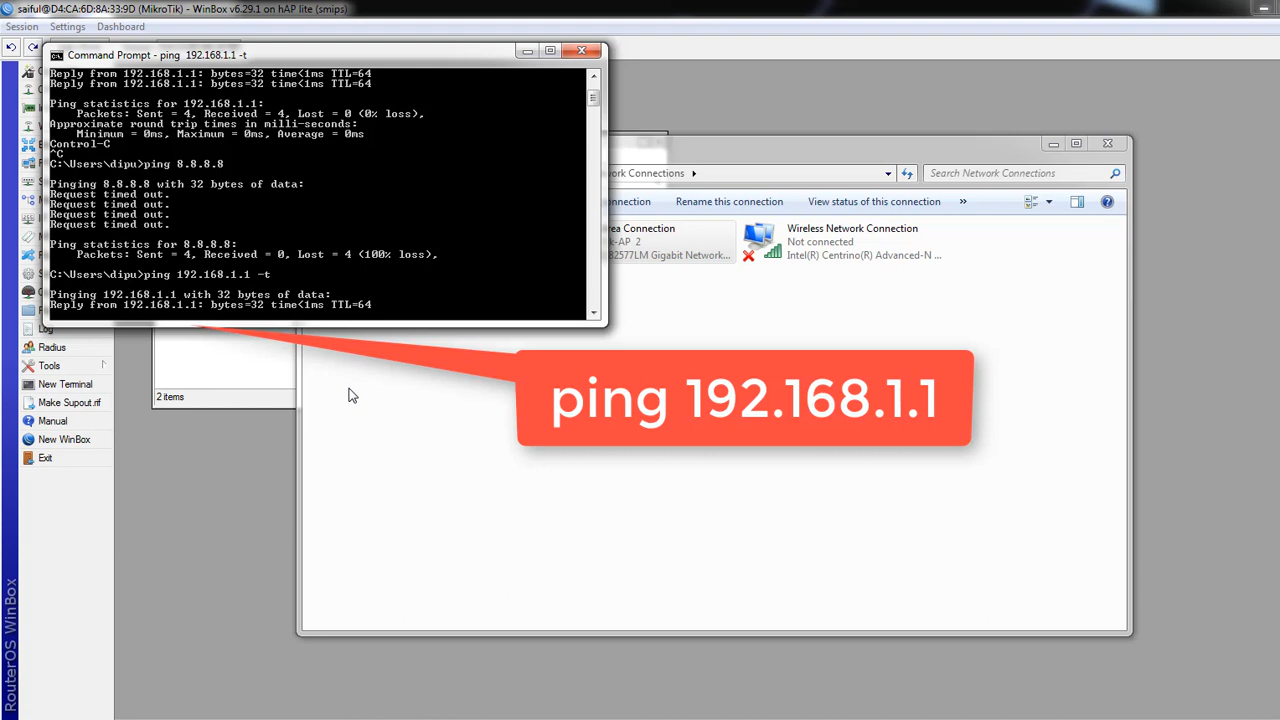 saiful@D4:CA:6D:8A:33:9D (MikroTik) - WinBox v6.29.1 on hAP lite (smips)
Session Settings Dashboard
Command Prompt - ping 192.168.1.1 -t
Reply from 192.168.1.1: bytes=32 time<1ms TTL=64
Reply from 192.168.1.1: bytes=32 time<1ms TTL=64
Ping statistics for 192.168.1.1:
Packets: Sent = 4, Received = 4, Lost = 0 (0% loss),
Approximate round trip times in milli-seconds:
Minimum = 0ms, Maximum = 0ms, Average = 0ms
Control-C
^C
C:\Users\dipu>ping 8.8.8.8
Pinging 8.8.8.8 with 32 bytes of data:
Request timed out.
Request timed out.
Request timed out.
Request timed out.
Ping statistics for 8.8.8.8:
Packets: Sent = 4, Received = 0, Lost = 4 (100% loss),
C:\Users\dipu>ping 192.168.1.1 -t
Pinging 192.168.1.1 with 32 bytes of data:
Reply from 192.168.1.1: bytes=32 time<1ms TTL=64
Connections
Search Network Connections
Rename this connection View status of this connection »
Connection
82577LM Gigabit Network...
Wireless Network Connection
Not connected
Intel(R) Centrino(R) Advanced-N ...
Log
Radius
Tools
New Terminal
Make Supout.rif
Manual
New WinBox
Exit
2 items
ping 192.168.1.1
RouterOS WinBox